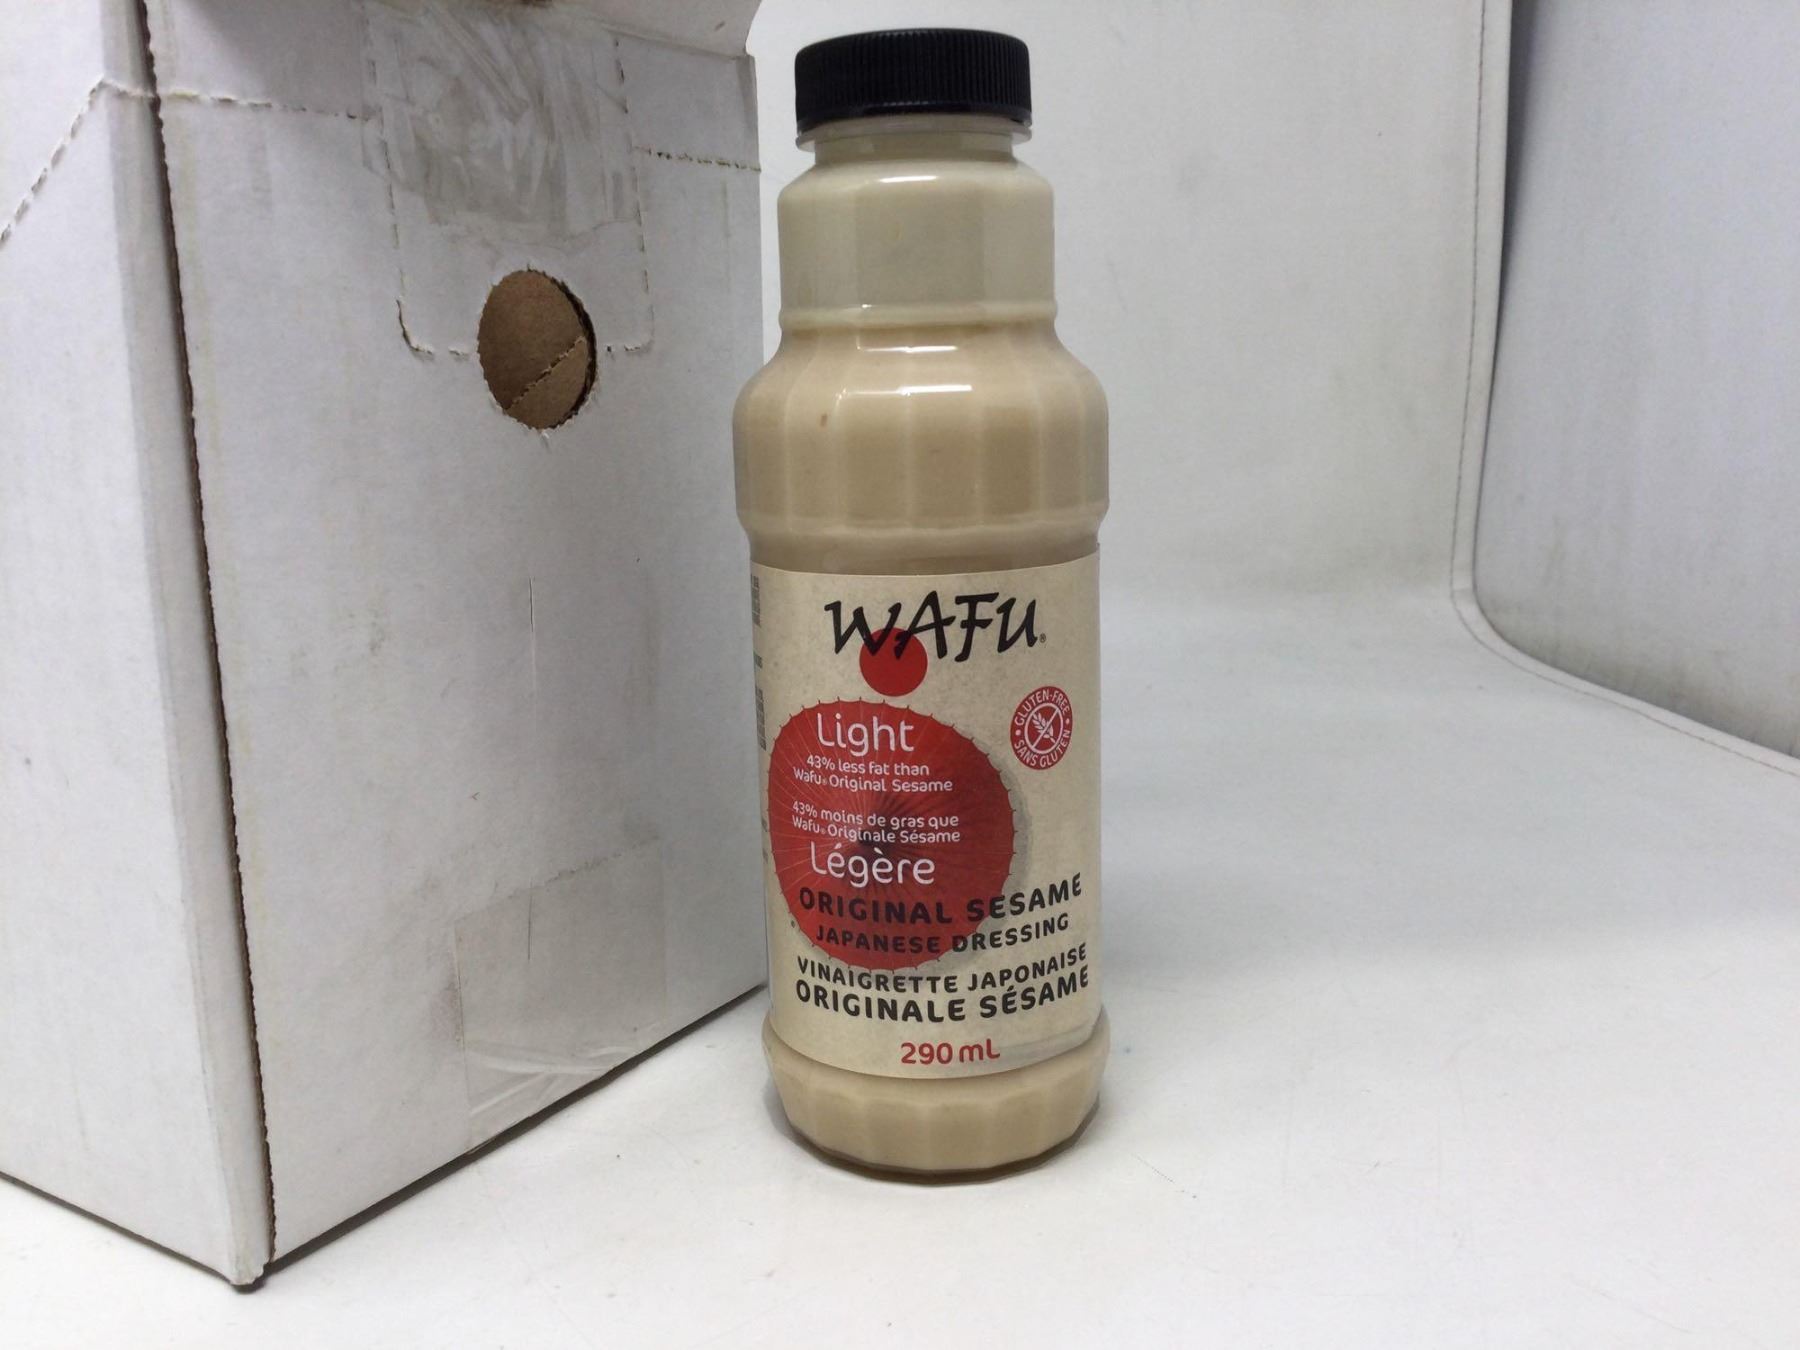 WAFU®
GLUTEN-FREE
SANS GLUTEN
Light
43% less fat than
Wafu® Original Sesame
43% moins de gras que
Wafu® Originale Sésame
Légère
ORIGINAL SESAME
JAPANESE DRESSING
VINAIGRETTE JAPONAISE
ORIGINALE SÉSAME
290 mL